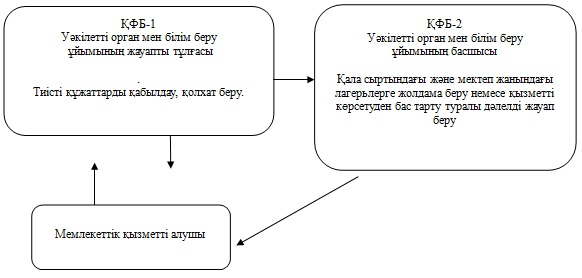 ҚФБ-1
Уәкілетті орган мен білім беру
ұйымының жауапты тұлғасы
.
Тиісті құжаттарды қабылдау, қолхат беру.
ҚФБ-2
Уәкілетті орган мен білім беру
ұйымының басшысы
Қала сыртындағы және мектеп жанындағы
лагерьлерге жолдама беру немесе қызметті
көрсетуден бас тарту туралы дәлелді жауап
беру
Мемлекеттік қызметті алушы